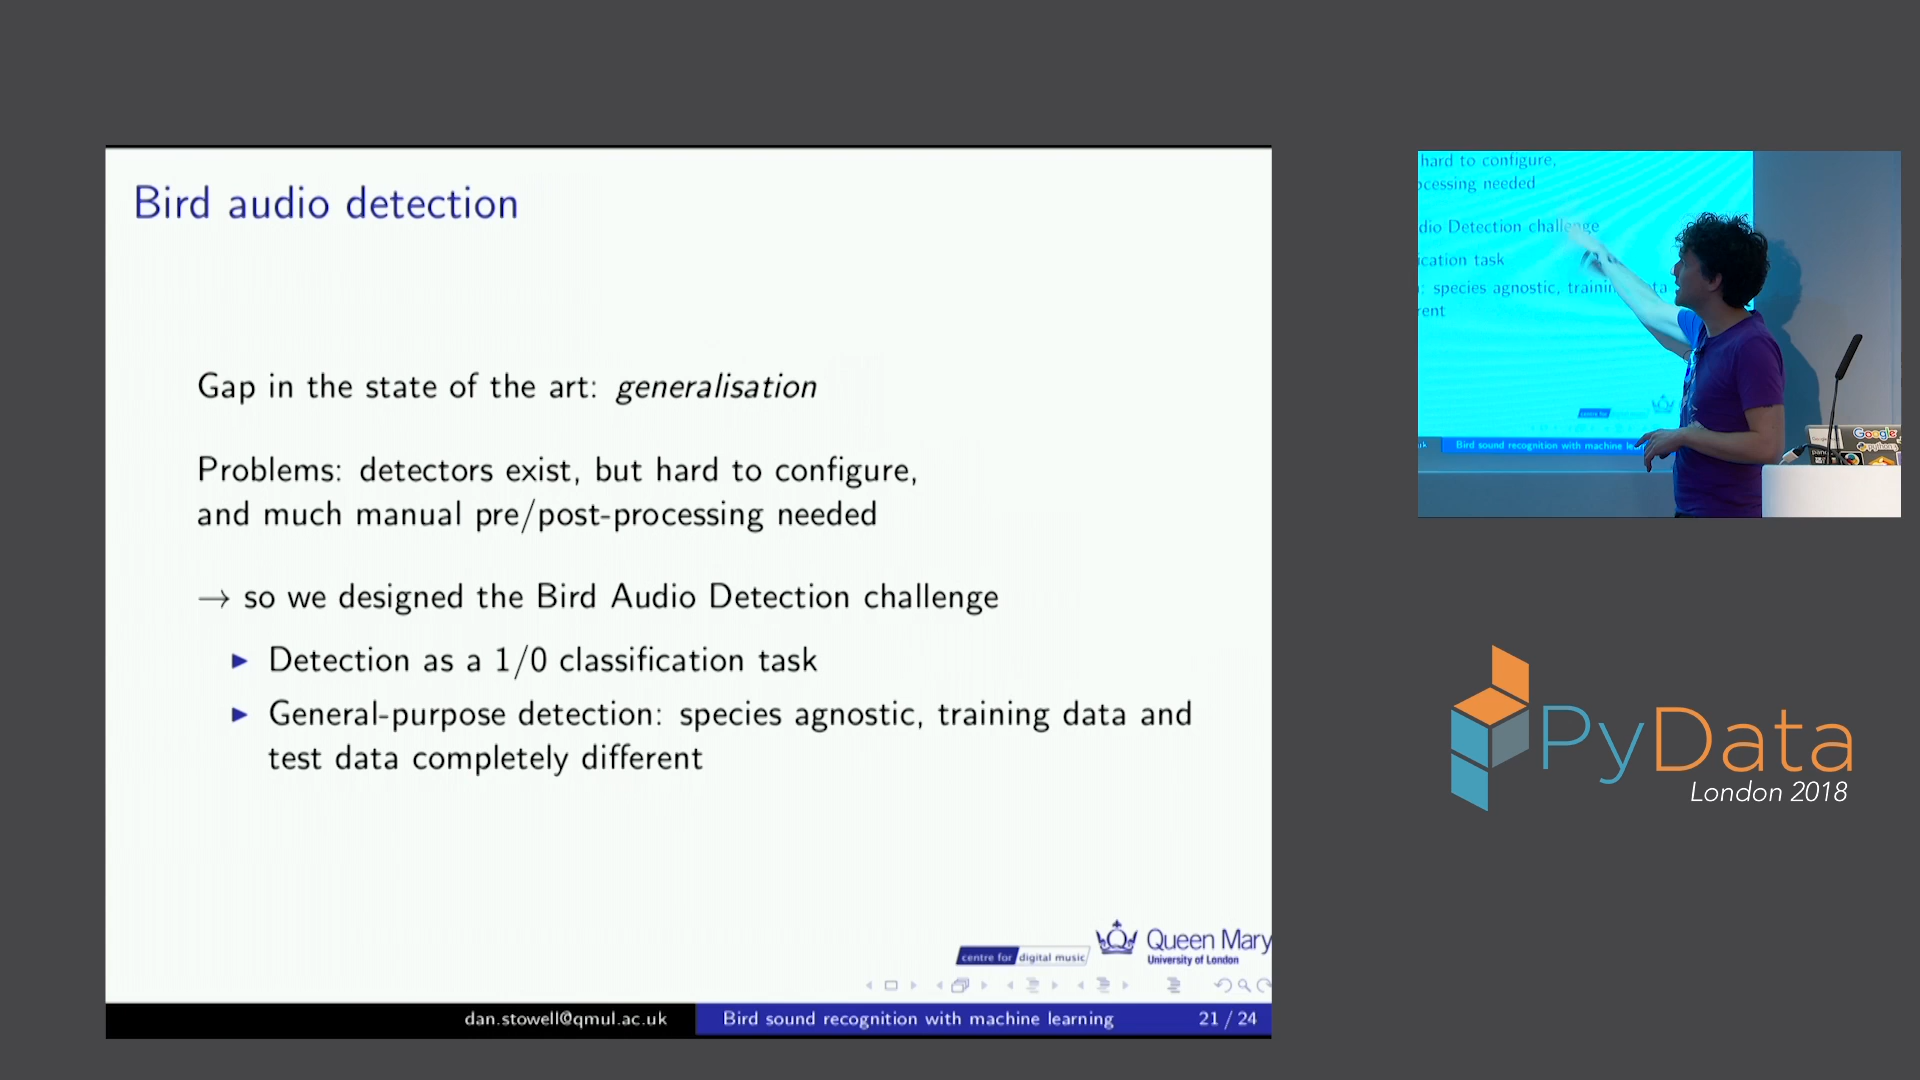 Bird audio detection
Gap in the state of the art: generalisation
Problems: detectors exist, but hard to configure,
and much manual pre/post-processing needed
→ so we designed the Bird Audio Detection challenge
▶ Detection as a 1/0 classification task
▶ General-purpose detection: species agnostic, training data and
test data completely different
centre for digital music
Queen Mary
University of London
dan.stowell@qmul.ac.uk Bird sound recognition with machine learning 21 / 24
hard to configure,
ocessing needed
dio Detection challenge
ication task
: species agnostic, trainin ta
rent
Bird sound recognition with machine le
Google
PyData
London 2018